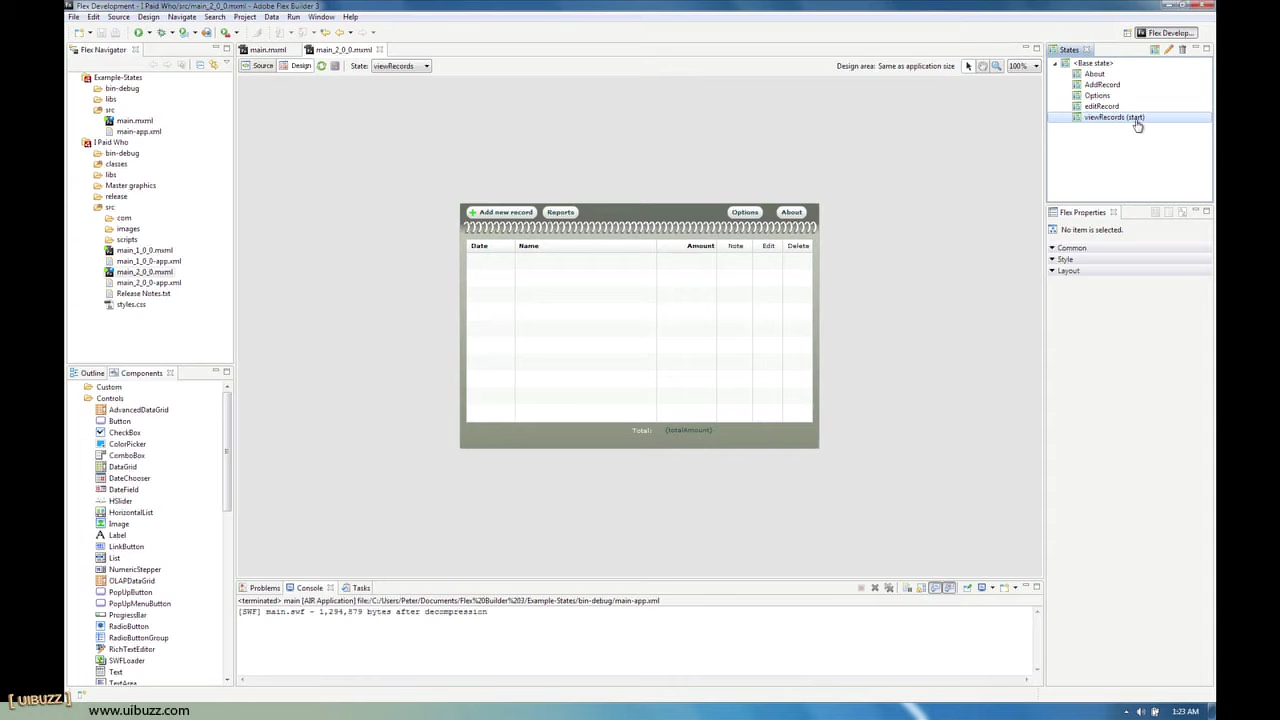 Flex Development - I Paid Who/src/main_2_0_0.mxml - Adobe Flex Builder 3
File Edit Source Design Navigate Search Project Data Run Window Help
Flex Develop...
Flex Navigator
Example-States
bin-debug
libs
src
main.mxml
main-app.xml
I Paid Who
bin-debug
classes
libs
Master graphics
release
src
com
images
scripts
main_1_0_0.mxml
main_1_0_0-app.xml
main_2_0_0.mxml
main_2_0_0-app.xml
Release Notes.txt
styles.css
Outline Components
Custom
Controls
AdvancedDataGrid
Button
CheckBox
ColorPicker
ComboBox
DataGrid
DateChooser
DateField
HSlider
HorizontalList
Image
Label
LinkButton
List
NumericStepper
OLAPDataGrid
PopUpButton
PopUpMenuButton
ProgressBar
RadioButton
RadioButtonGroup
RichTextEditor
SWFLoader
Text
TextArea
main.mxml main_2_0_0.mxml
Source Design State: viewRecords Design area: Same as application size 100%
Add new record Reports Options About
Date Name Amount Note Edit Delete
Total: {totalAmount}
Problems Console Tasks
<terminated> main [AIR Application] file:/C:/Users/Peter/Documents/Flex%20Builder%203/Example-States/bin-debug/main-app.xml
[SWF] main.swf - 1,294,879 bytes after decompression
States
<Base state>
About
AddRecord
Options
editRecord
viewRecords (start)
Flex Properties
No item is selected.
Common
Style
Layout
[ UIBUZZ ]
www.uibuzz.com
1:23 AM